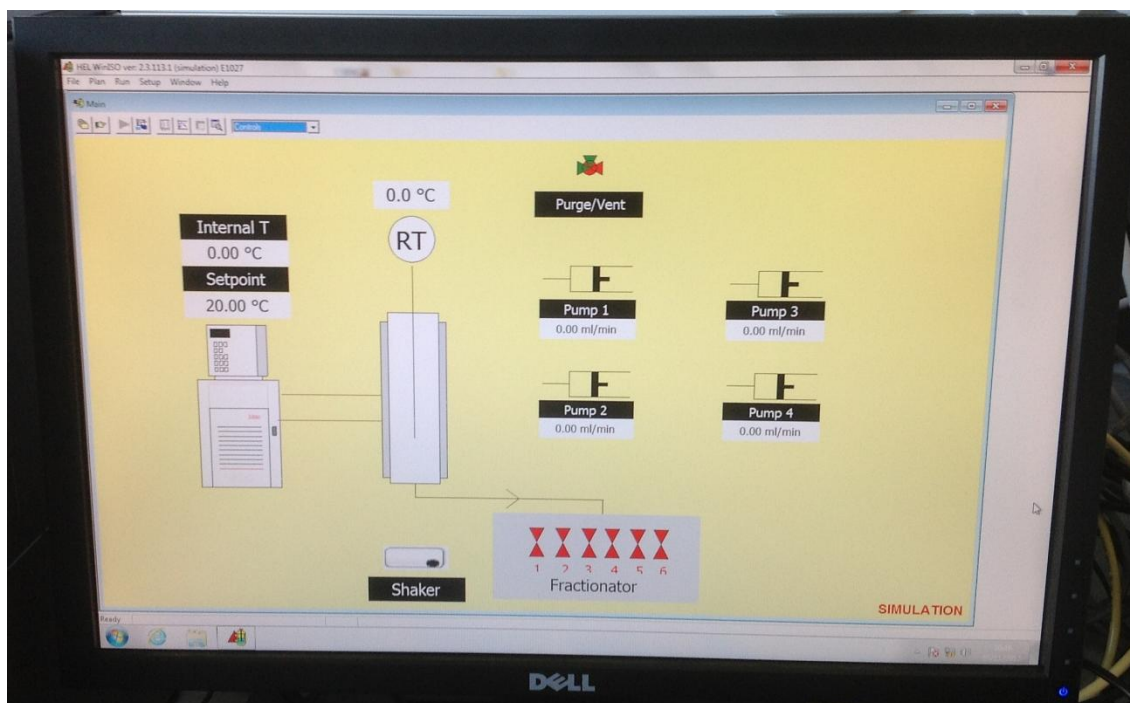 HEL WinISO ver: 2.3.113.1 (simulation) E1027
File Plan Run Setup Window Help
Main
Controls
0.0 °C
RT
Internal T
0.00 °C
Setpoint
20.00 °C
Purge/Vent
Pump 1
0.00 ml/min
Pump 3
0.00 ml/min
Pump 2
0.00 ml/min
Pump 4
0.00 ml/min
1 2 3 4 5 6
Fractionator
Shaker
SIMULATION
Ready
DELL